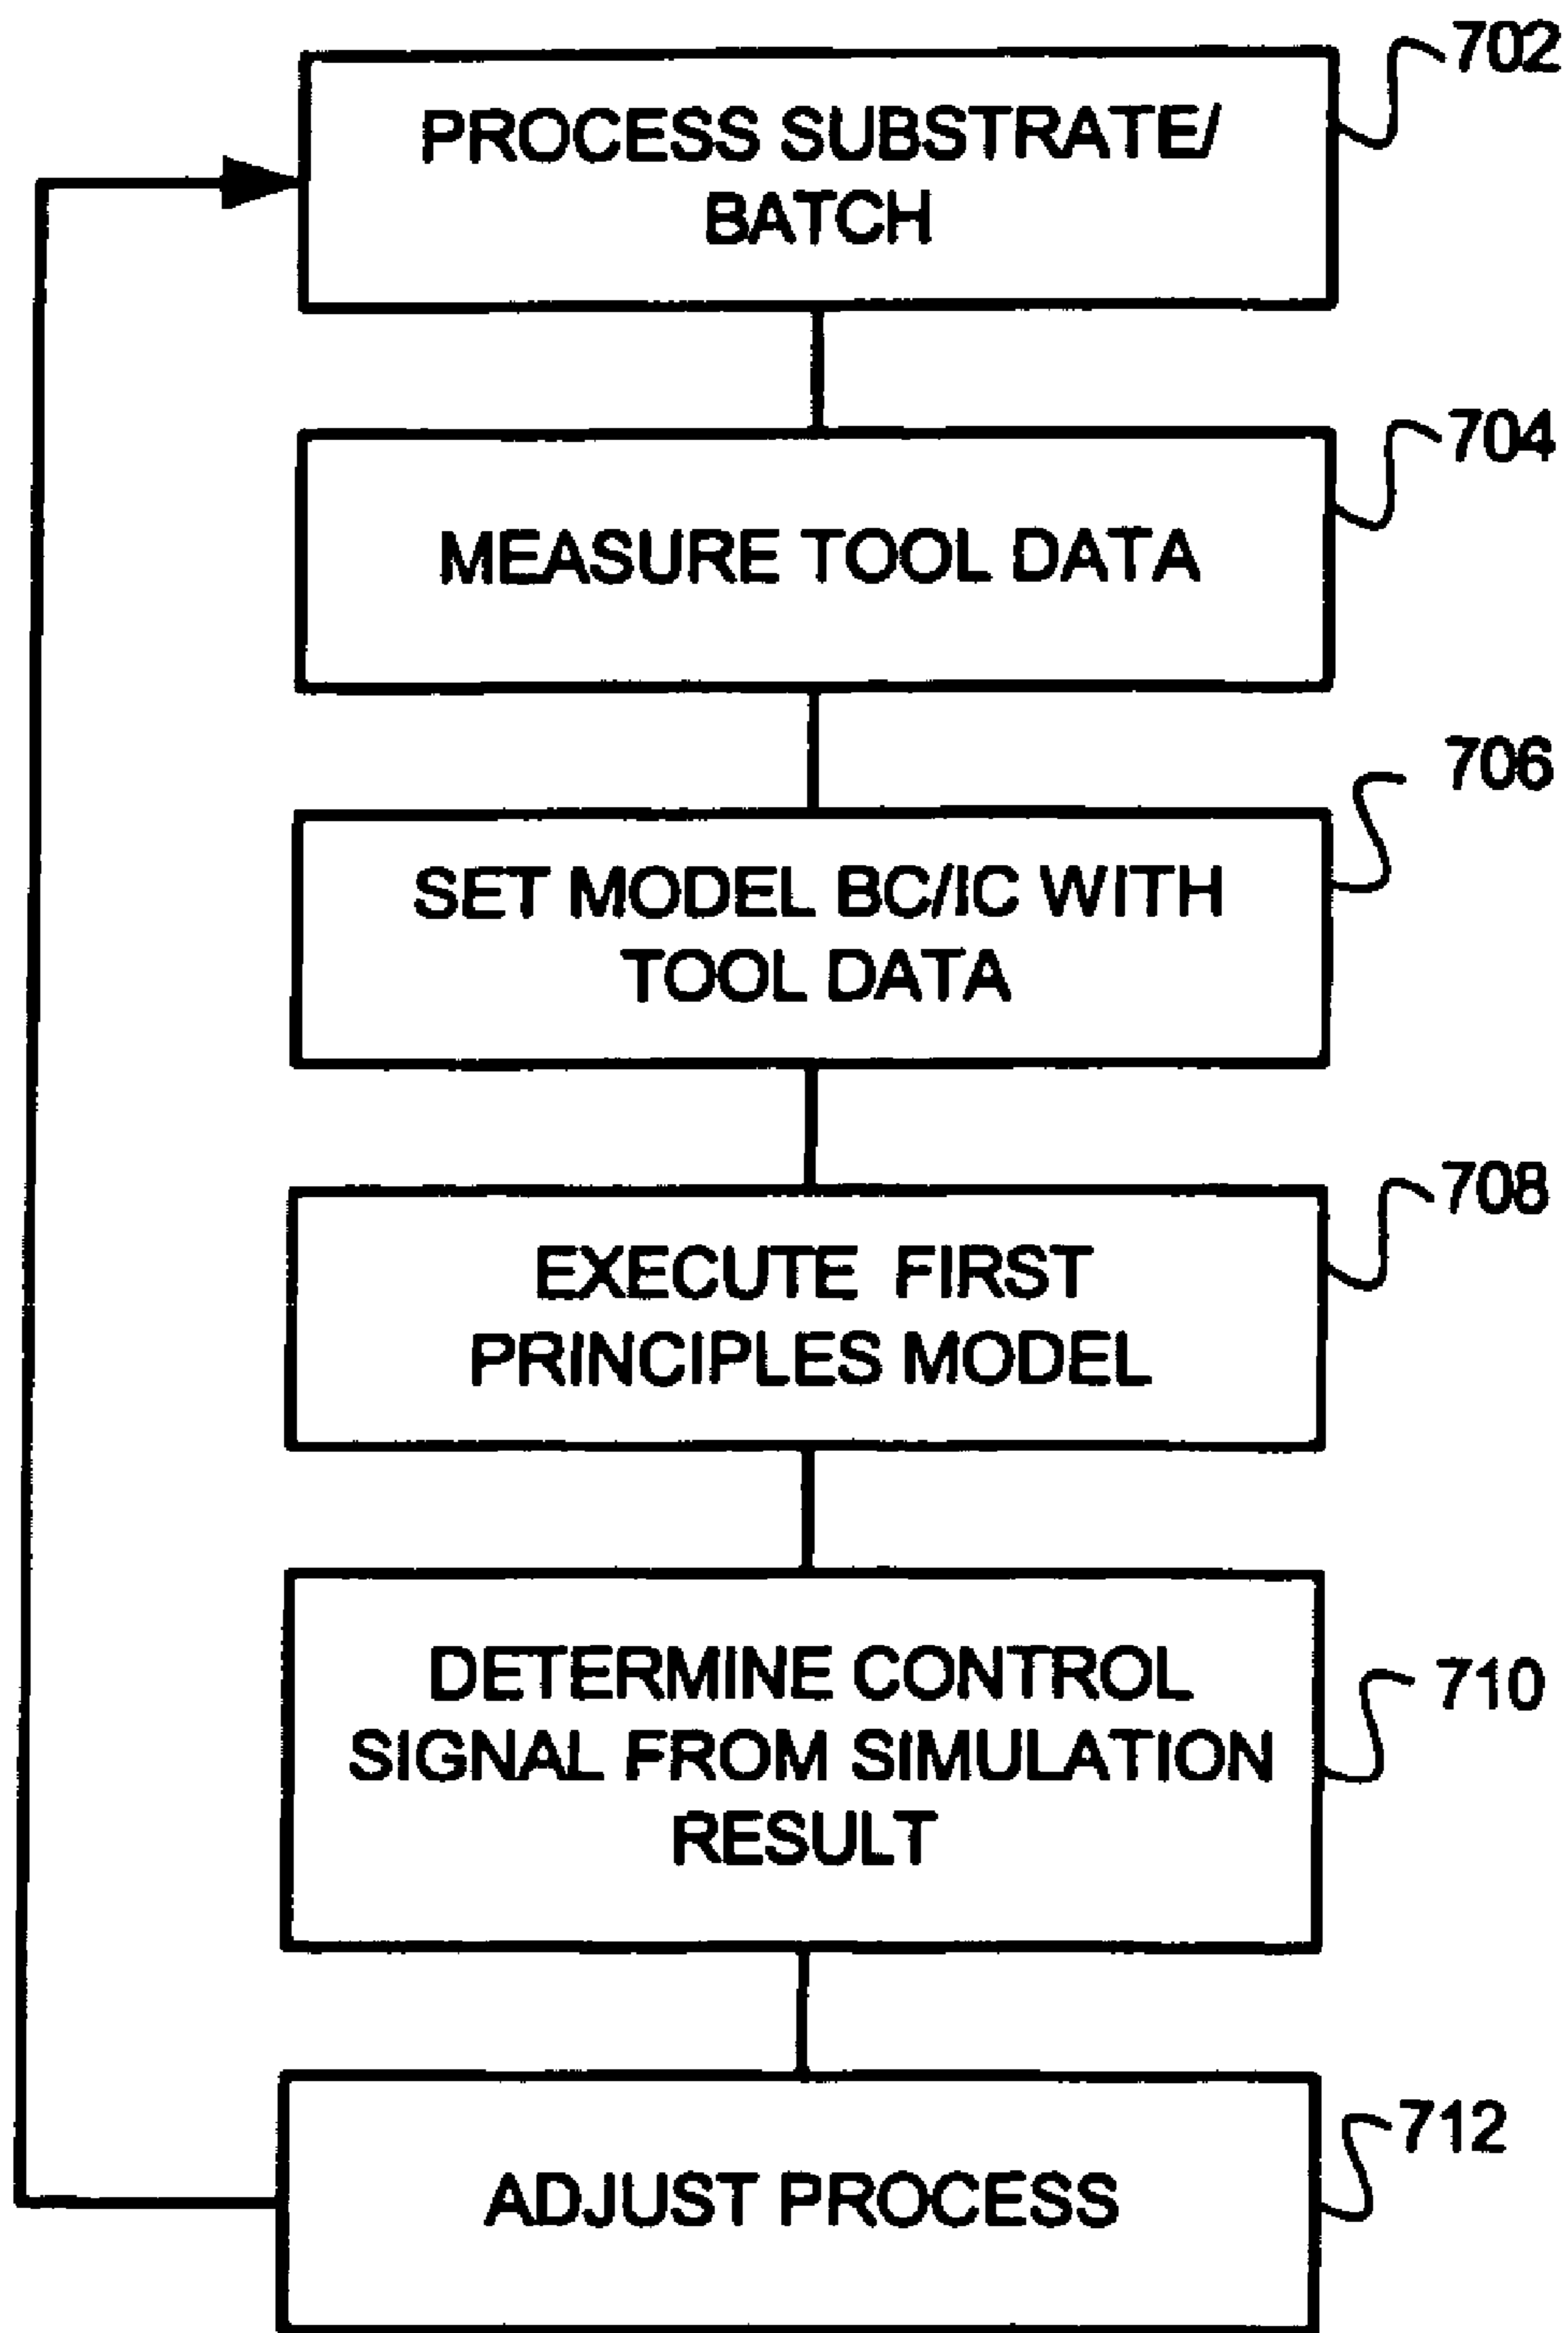 702
PROCESS SUBSTRATE/
BATCH
704
MEASURE TOOL DATA
706
SET MODEL BC/IC WITH
TOOL DATA
708
EXECUTE FIRST
PRINCIPLES MODEL
710
DETERMINE CONTROL
SIGNAL FROM SIMULATION
RESULT
712
ADJUST PROCESS